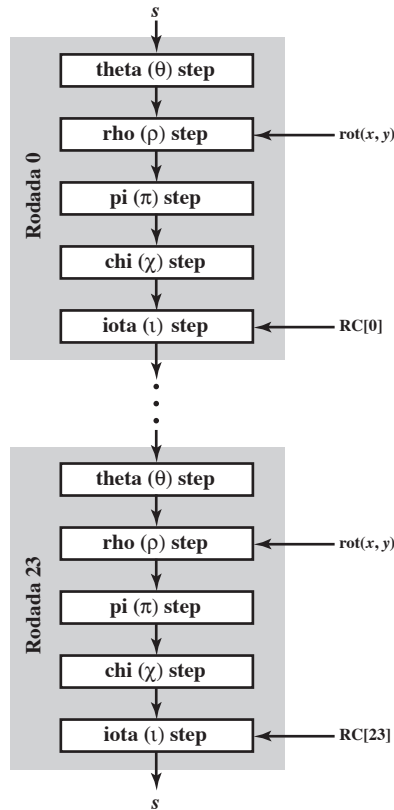 s
theta (θ) step
rho (ρ) step
rot(x, y)
pi (π) step
chi (χ) step
iota (ι) step
RC[0]
Rodada 0
theta (θ) step
rho (ρ) step
rot(x, y)
pi (π) step
chi (χ) step
iota (ι) step
RC[23]
Rodada 23
s